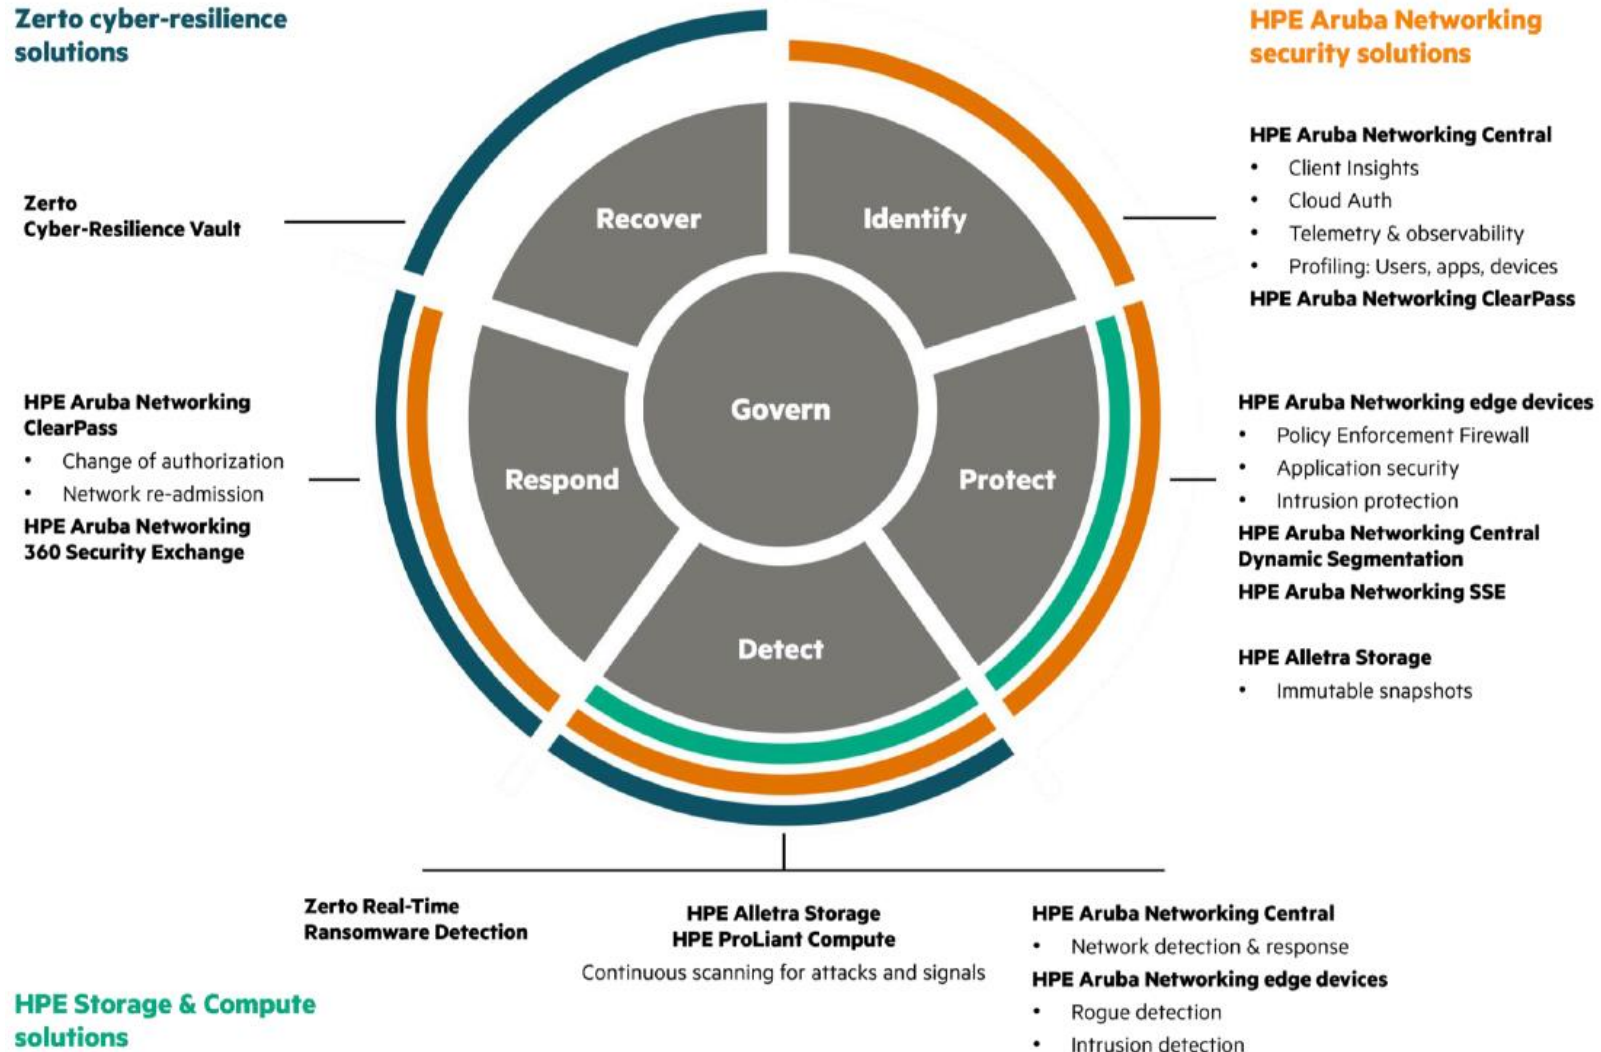 Zerto cyber-resilience
solutions
HPE Aruba Networking
security solutions
HPE Aruba Networking Central
• Client Insights
• Cloud Auth
• Telemetry & observability
• Profiling: Users, apps, devices
HPE Aruba Networking ClearPass
Zerto
Cyber-Resilience Vault
Recover
Identify
Govern
Respond
Protect
Detect
HPE Aruba Networking
ClearPass
• Change of authorization
• Network re-admission
HPE Aruba Networking
360 Security Exchange
HPE Aruba Networking edge devices
• Policy Enforcement Firewall
• Application security
• Intrusion protection
HPE Aruba Networking Central
Dynamic Segmentation
HPE Aruba Networking SSE
HPE Alletra Storage
• Immutable snapshots
Zerto Real-Time
Ransomware Detection
HPE Alletra Storage
HPE ProLiant Compute
Continuous scanning for attacks and signals
HPE Aruba Networking Central
• Network detection & response
HPE Aruba Networking edge devices
• Rogue detection
• Intrusion detection
HPE Storage & Compute
solutions